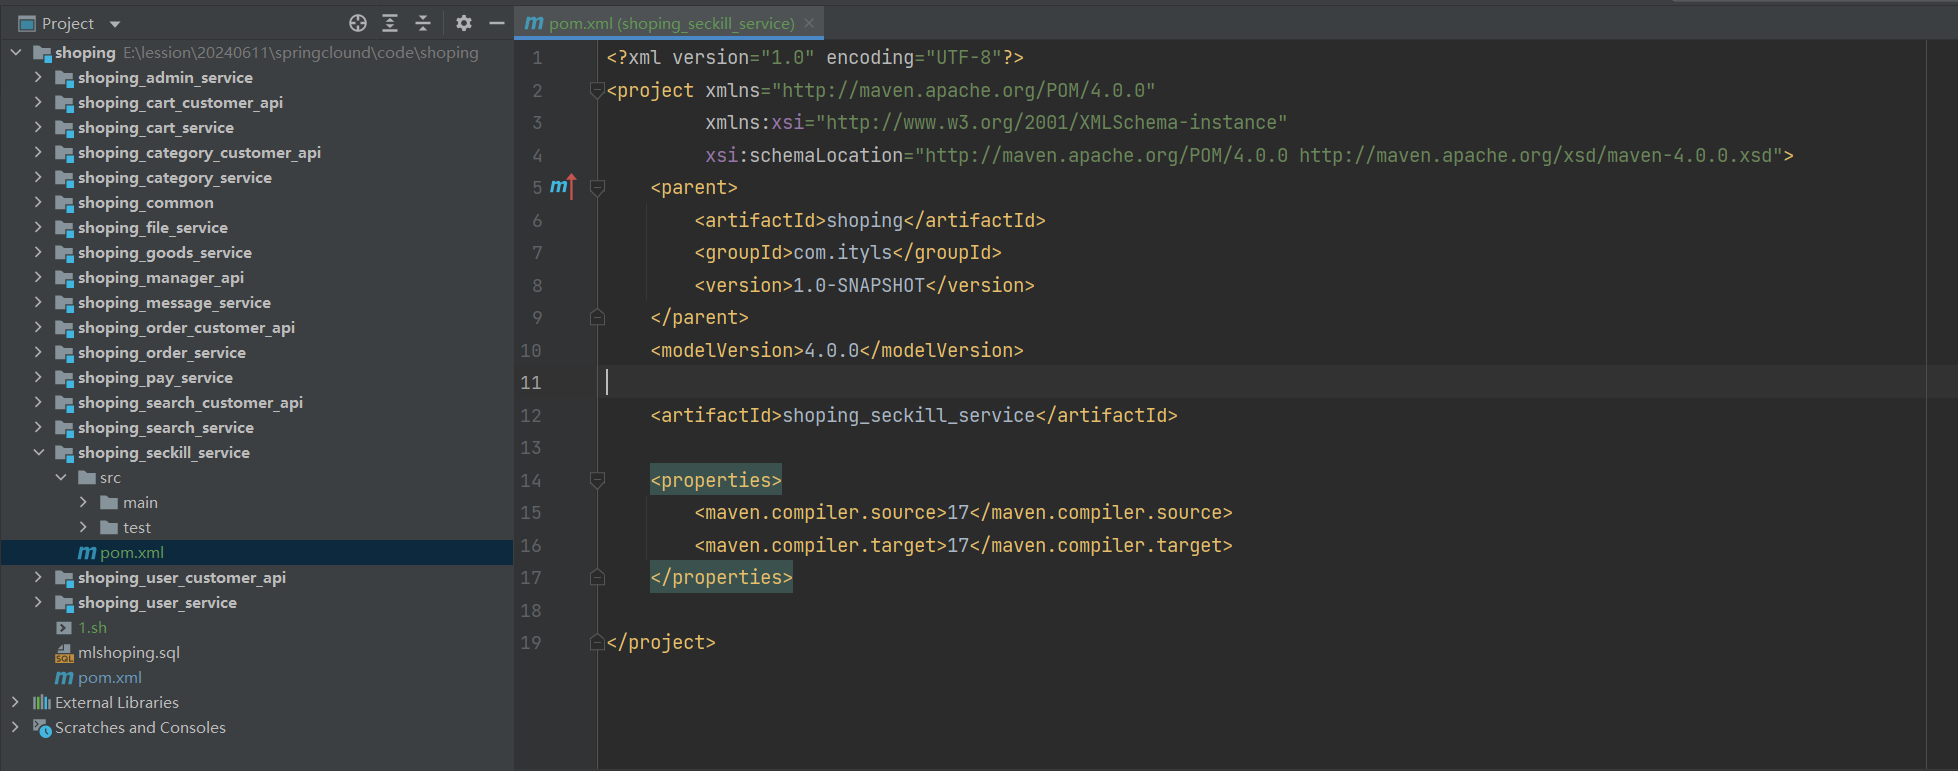 Project
shoping E:\lession\20240611\springclound\code\shoping
shoping_admin_service
shoping_cart_customer_api
shoping_cart_service
shoping_category_customer_api
shoping_category_service
shoping_common
shoping_file_service
shoping_goods_service
shoping_manager_api
shoping_message_service
shoping_order_customer_api
shoping_order_service
shoping_pay_service
shoping_search_customer_api
shoping_search_service
shoping_seckill_service
src
main
test
pom.xml
shoping_user_customer_api
shoping_user_service
1.sh
mlshoping.sql
pom.xml
External Libraries
Scratches and Consoles
pom.xml (shoping_seckill_service)
1 <?xml version="1.0" encoding="UTF-8"?>
2 <project xmlns="http://maven.apache.org/POM/4.0.0"
3 xmlns:xsi="http://www.w3.org/2001/XMLSchema-instance"
4 xsi:schemaLocation="http://maven.apache.org/POM/4.0.0 http://maven.apache.org/xsd/maven-4.0.0.xsd">
5 <parent>
6 <artifactId>shoping</artifactId>
7 <groupId>com.ityls</groupId>
8 <version>1.0-SNAPSHOT</version>
9 </parent>
10 <modelVersion>4.0.0</modelVersion>
11
12 <artifactId>shoping_seckill_service</artifactId>
13
14 <properties>
15 <maven.compiler.source>17</maven.compiler.source>
16 <maven.compiler.target>17</maven.compiler.target>
17 </properties>
18
19 </project>